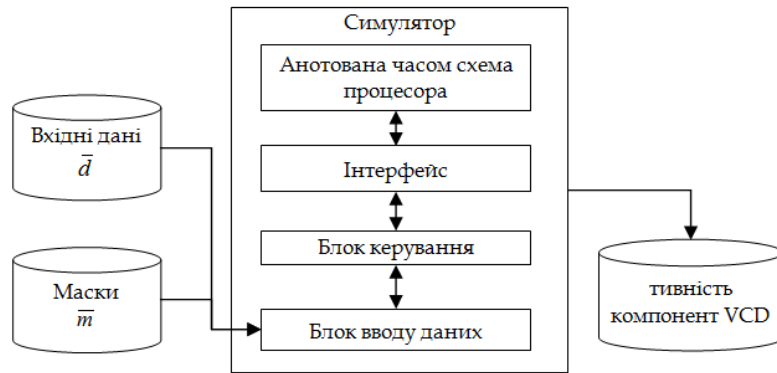 Симулятор
Анотована часом схема
процесора
Вхідні дані
d̅
Інтерфейс
Блок керування
Маски
m̅
Блок вводу даних
тивність
компонент VCD